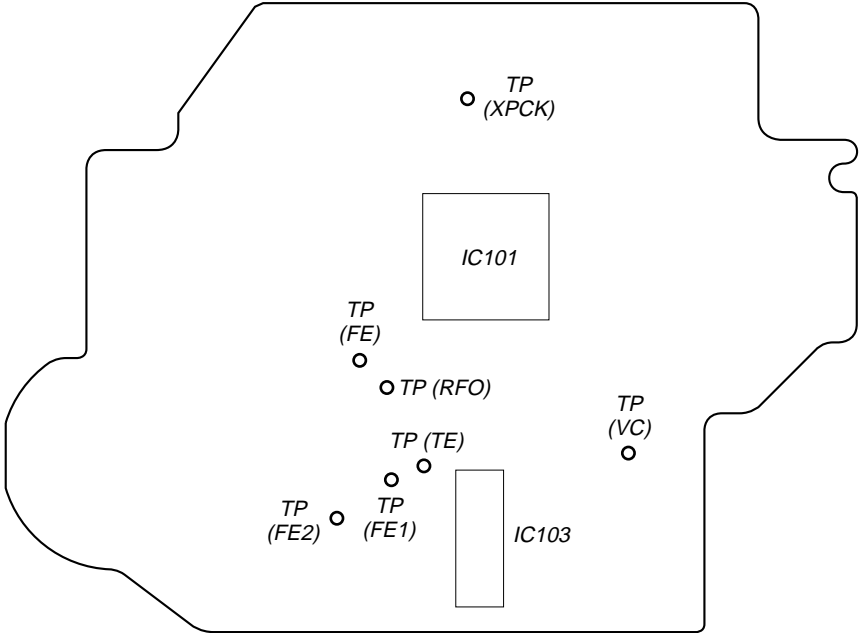 TP
(XPCK)
IC101
TP
(FE)
TP (RFO)
TP
(VC)
TP (TE)
TP
(FE2)
TP
(FE1)
IC103